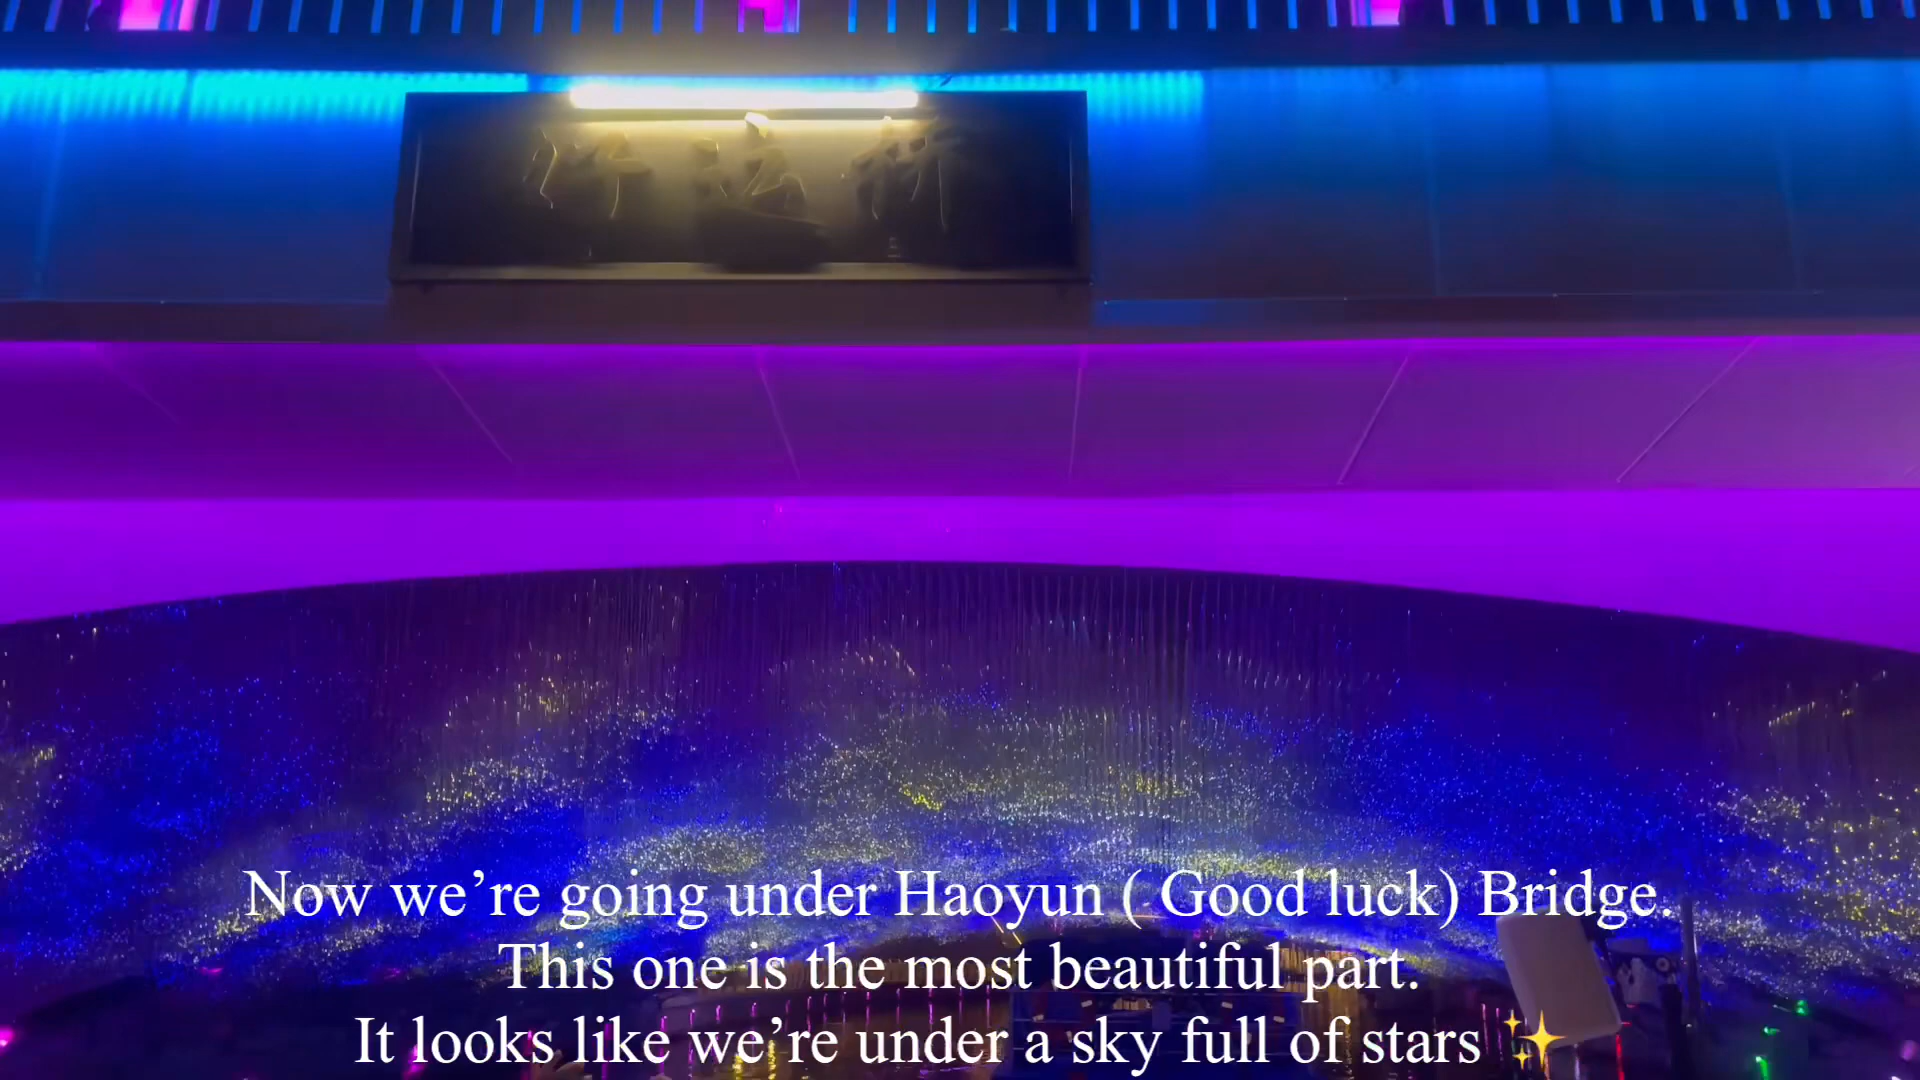 Now we’re going under Haoyun ( Good luck) Bridge.
This one is the most beautiful part.
It looks like we’re under a sky full of stars ✨